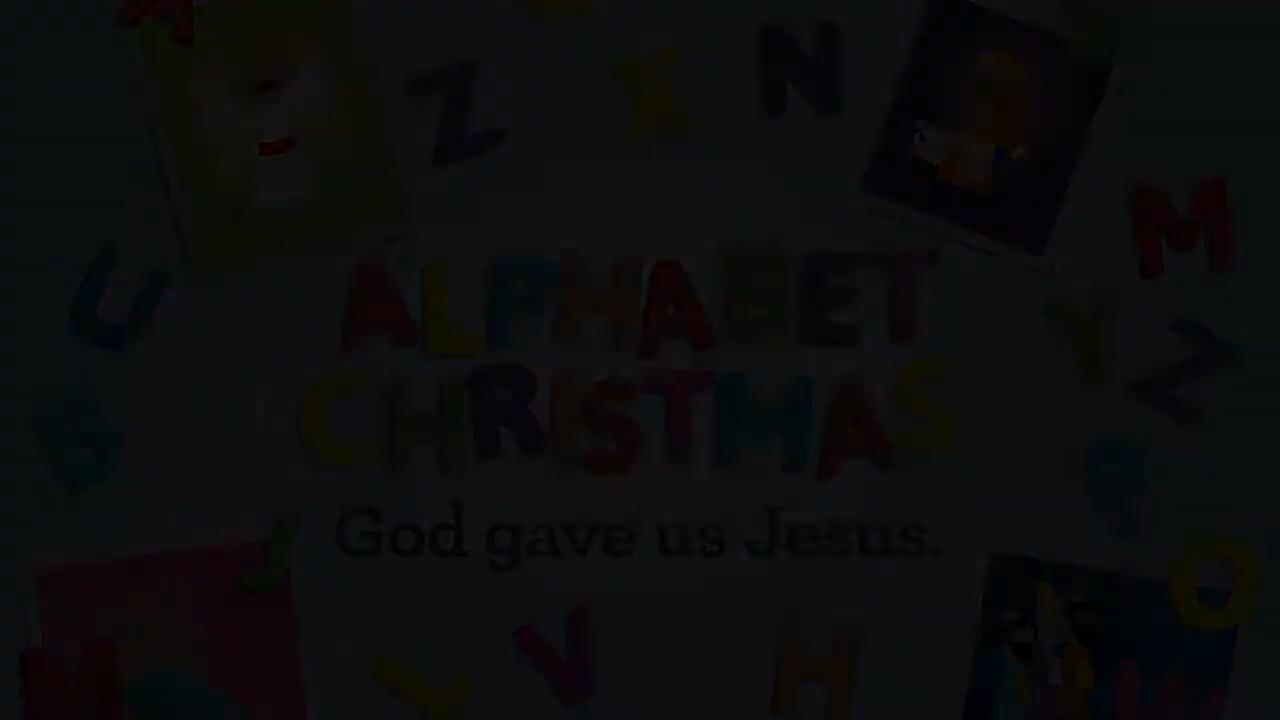 Z X N
M
U
ALPHABET
Y Z
CHRISTMAS
B
God gave us Jesus.
J O
V H